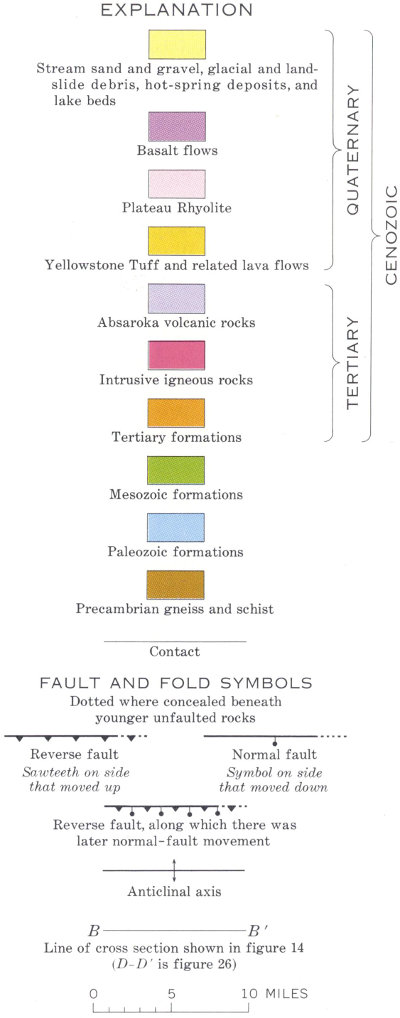 EXPLANATION
Stream sand and gravel, glacial and land-
slide debris, hot-spring deposits, and
lake beds
Basalt flows
Plateau Rhyolite
Yellowstone Tuff and related lava flows
QUATERNARY
Absaroka volcanic rocks
Intrusive igneous rocks
Tertiary formations
TERTIARY
CENOZOIC
Mesozoic formations
Paleozoic formations
Precambrian gneiss and schist
Contact
FAULT AND FOLD SYMBOLS
Dotted where concealed beneath
younger unfaulted rocks
Reverse fault
Sawteeth on side
that moved up
Normal fault
Symbol on side
that moved down
Reverse fault, along which there was
later normal-fault movement
Anticlinal axis
B B′
Line of cross section shown in figure 14
(D-D′ is figure 26)
0 5 10 MILES